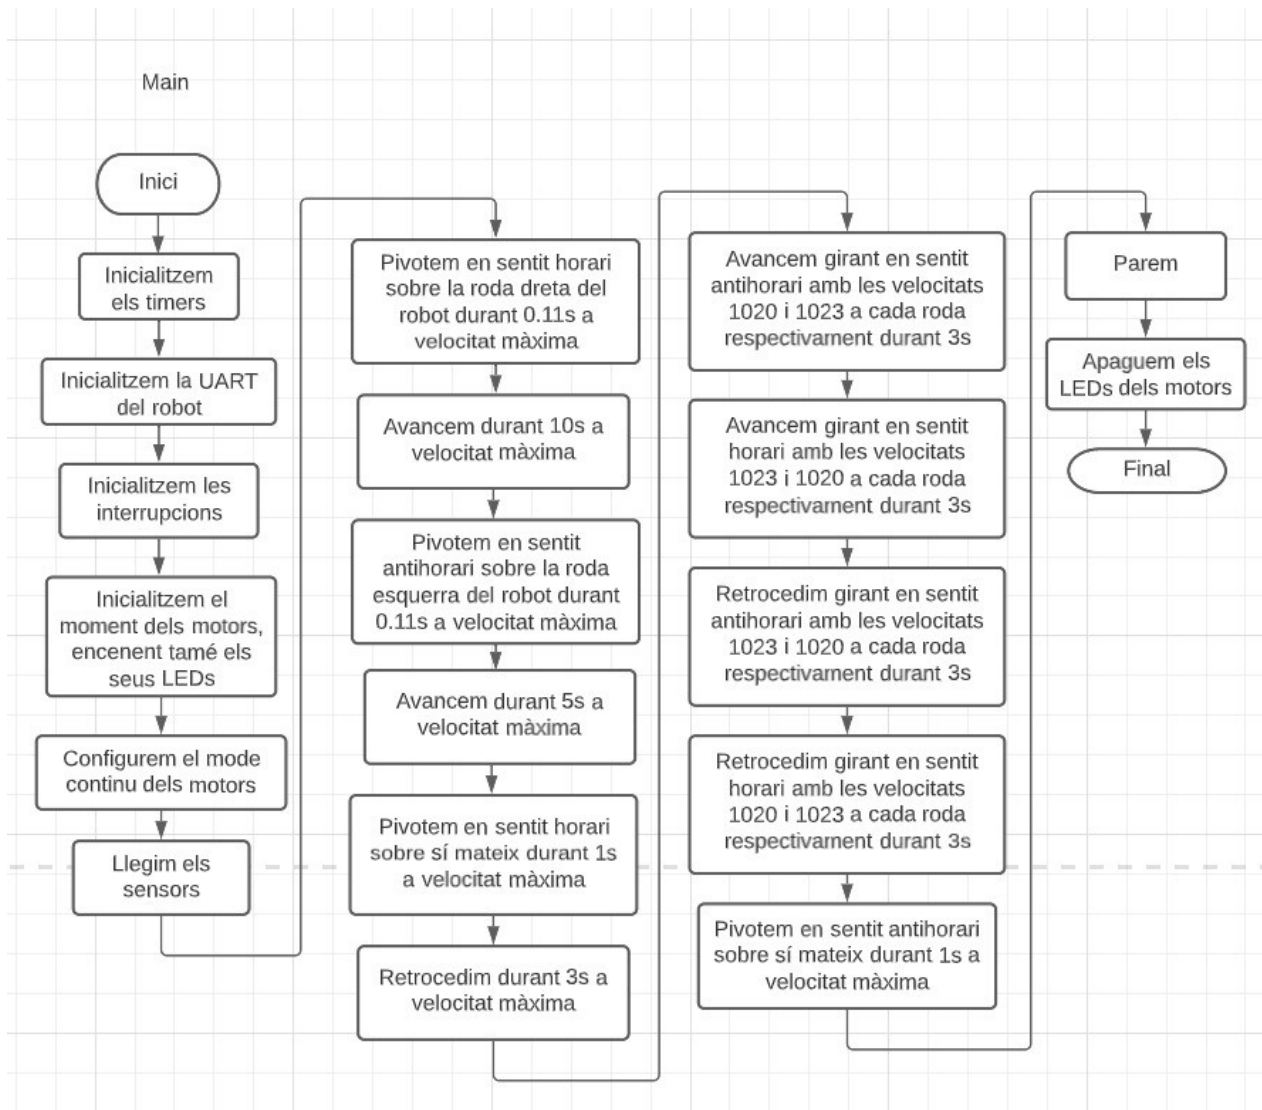 Main
Inici
Inicialitzem
els timers
Inicialitzem la UART
del robot
Inicialitzem les
interrupcions
Inicialitzem el
moment dels motors,
encenent tamé els
seus LEDs
Configurem el mode
continu dels motors
Llegim els
sensors
Pivotem en sentit horari
sobre la roda dreta del
robot durant 0.11s a
velocitat màxima
Avancem durant 10s a
velocitat màxima
Pivotem en sentit
antihorari sobre la roda
esquerra del robot durant
0.11s a velocitat màxima
Avancem durant 5s a
velocitat màxima
Pivotem en sentit horari
sobre sí mateix durant 1s
a velocitat màxima
Retrocedim durant 3s a
velocitat màxima
Avancem girant en sentit
antihorari amb les velocitats
1020 i 1023 a cada roda
respectivament durant 3s
Avancem girant en sentit
horari amb les velocitats
1023 i 1020 a cada roda
respectivament durant 3s
Retrocedim girant en sentit
antihorari amb les velocitats
1023 i 1020 a cada roda
respectivament durant 3s
Retrocedim girant en sentit
horari amb les velocitats
1020 i 1023 a cada roda
respectivament durant 3s
Pivotem en sentit antihorari
sobre sí mateix durant 1s a
velocitat màxima
Parem
Apaguem els
LEDs dels motors
Final